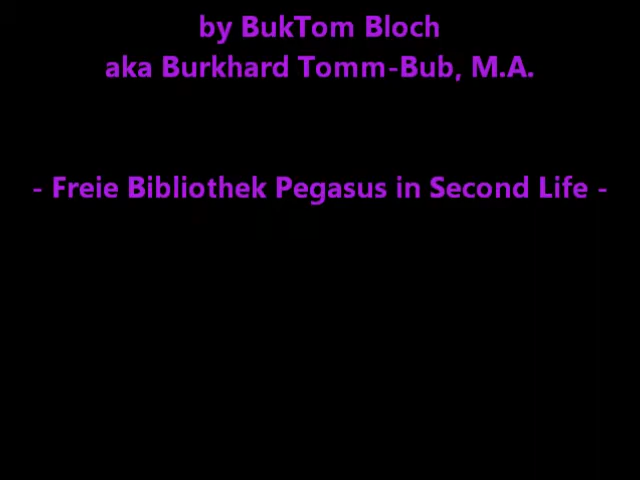 by BukTom Bloch
aka Burkhard Tomm-Bub, M.A.
- Freie Bibliothek Pegasus in Second Life -